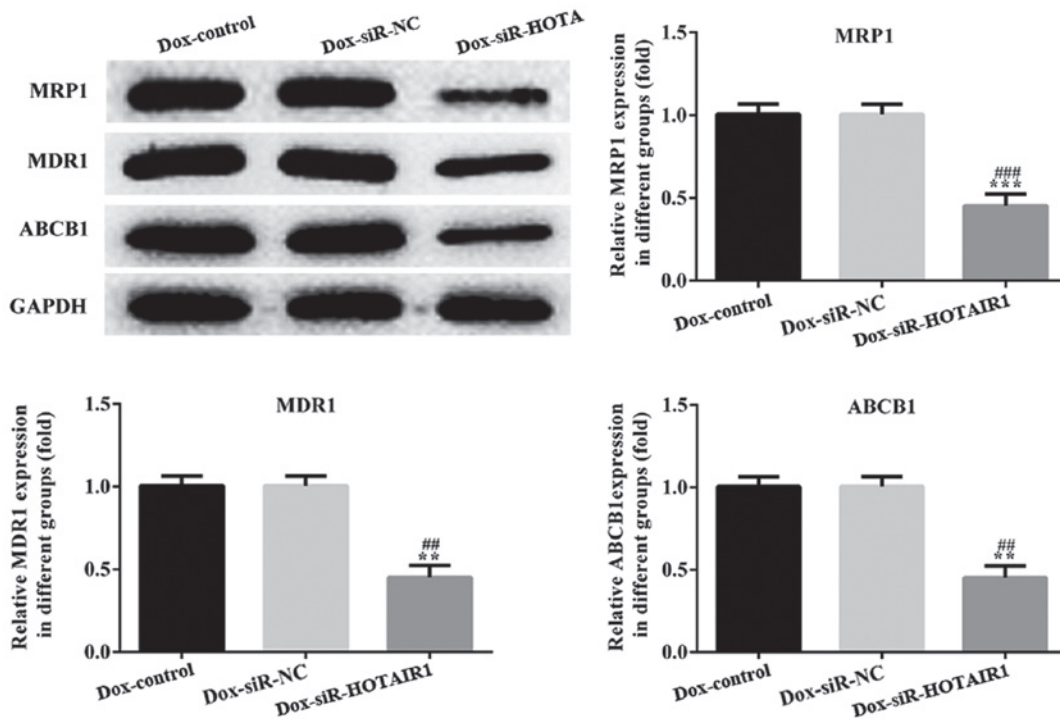 Dox-control Dox-siR-NC Dox-siR-HOTA
MRP1
MDR1
ABCB1
GAPDH
MRP1
Relative MRP1 expression
in different groups (fold)
1.5
1.0
0.5
0.0
###
***
Dox-control Dox-siR-NC Dox-siR-HOTAIR1
MDR1
Relative MDR1 expression
in different groups (fold)
1.5
1.0
0.5
0.0
##
**
Dox-control Dox-siR-NC Dox-siR-HOTAIR1
ABCB1
Relative ABCB1expression
in different groups (fold)
1.5
1.0
0.5
0.0
##
**
Dox-control Dox-siR-NC Dox-siR-HOTAIR1